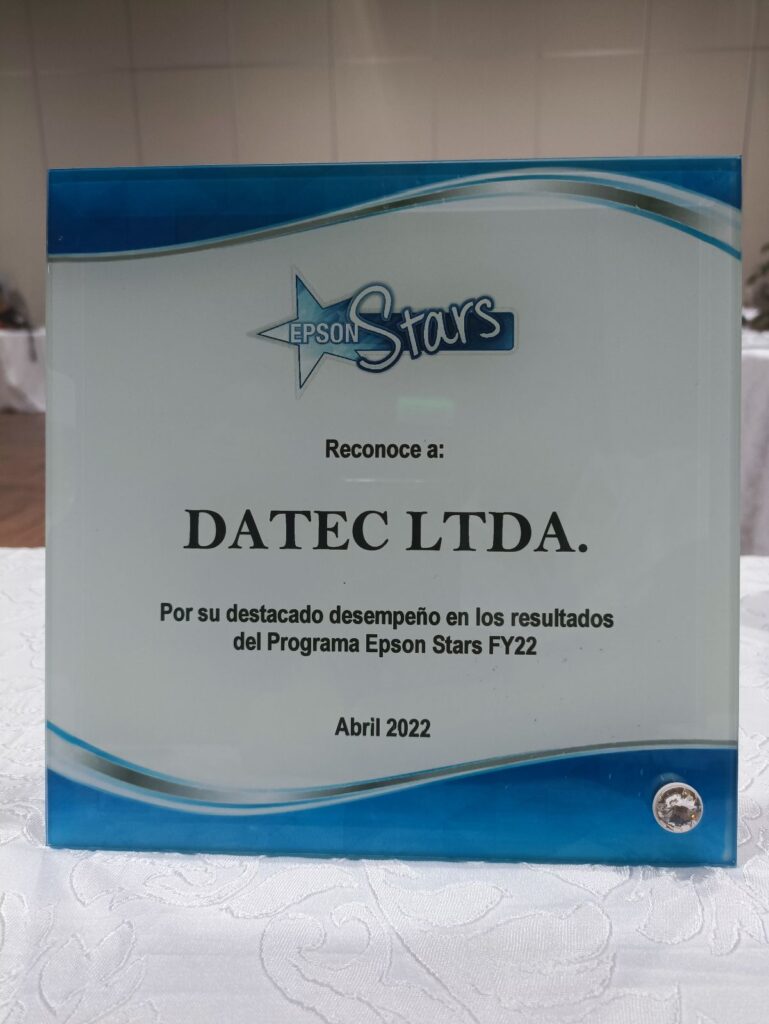 EPSON Stars
Reconoce a:
DATEC LTDA.
Por su destacado desempeño en los resultados
del Programa Epson Stars FY22
Abril 2022